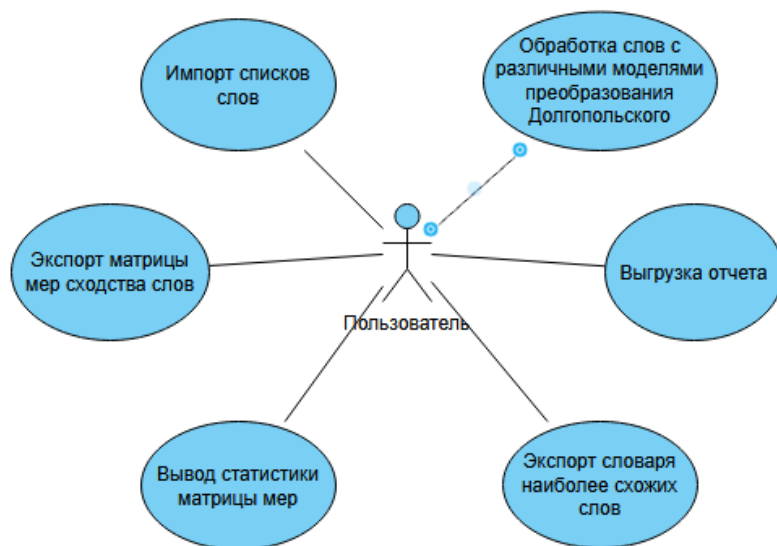 Импорт списков
слов
Обработка слов с
различными моделями
преобразования
Долгопольского
Экспорт матрицы
мер сходства слов
Выгрузка отчета
Пользователь
Вывод статистики
матрицы мер
Экспорт словаря
наиболее схожих
слов